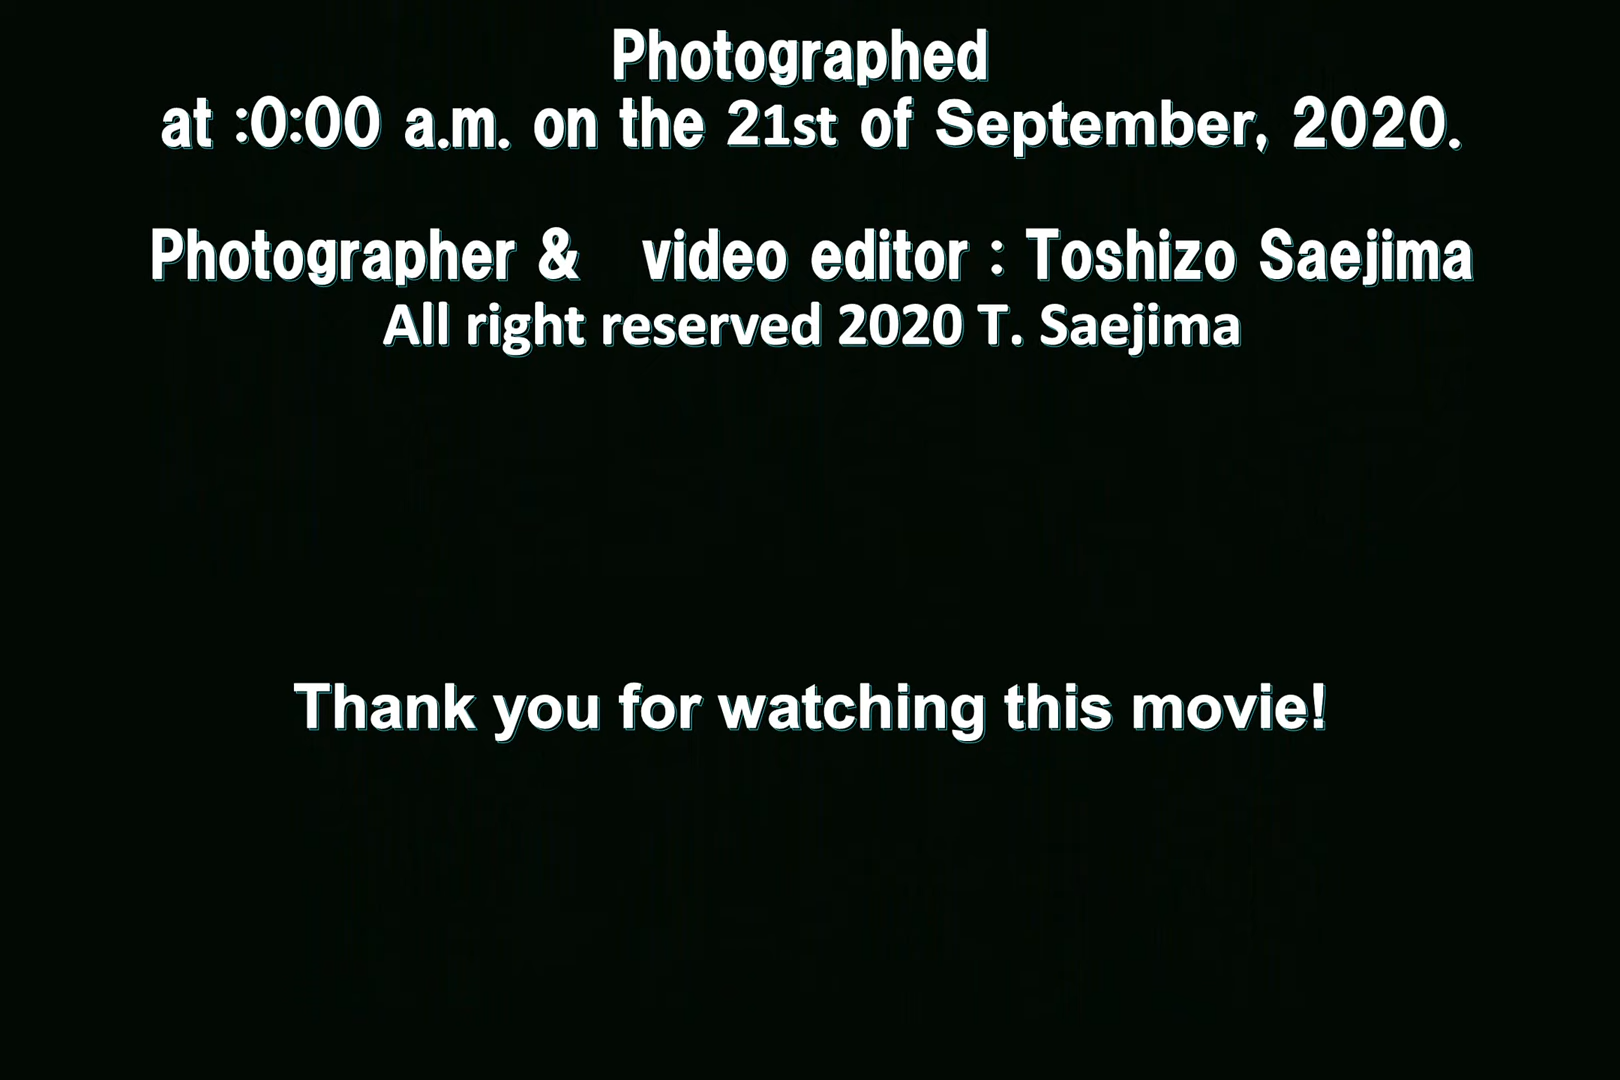 Photographed
at :0:00 a.m. on the 21st of September, 2020.
Photographer &　video editor : Toshizo Saejima
All right reserved 2020 T. Saejima
Thank you for watching this movie!